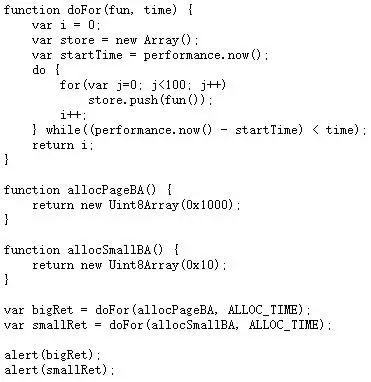 function doFor(fun, time) {
    var i = 0;
    var store = new Array();
    var startTime = performance.now();
    do {
        for(var j=0; j<100; j++)
            store.push(fun());
        i++;
    } while((performance.now() - startTime) < time);
    return i;
}

function allocPageBA() {
    return new Uint8Array(0x1000);
}

function allocSmallBA() {
    return new Uint8Array(0x10);
}

var bigRet = doFor(allocPageBA, ALLOC_TIME);
var smallRet = doFor(allocSmallBA, ALLOC_TIME);

alert(bigRet);
alert(smallRet);